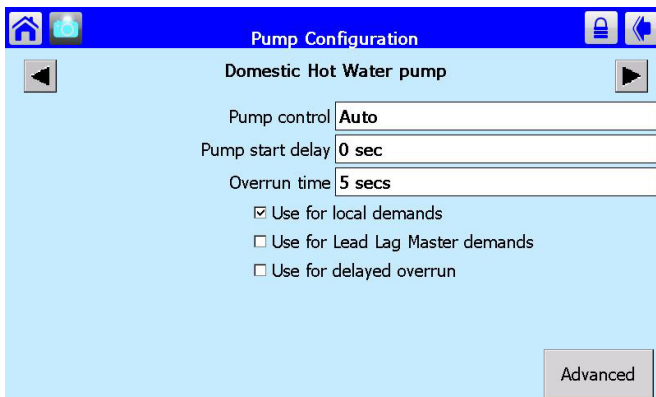 Pump Configuration
Domestic Hot Water pump
Pump control Auto
Pump start delay 0 sec
Overrun time 5 secs
Use for local demands
Use for Lead Lag Master demands
Use for delayed overrun
Advanced